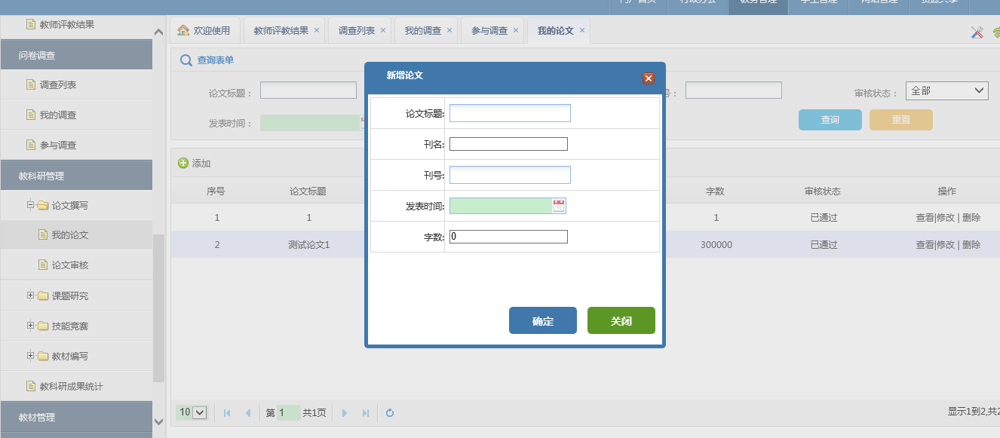 门户首页 行政办公 教务管理 学工管理 网站管理 资源共享
教师评教结果
问卷调查
调查列表
我的调查
参与调查
教科研管理
论文撰写
我的论文
论文审核
课题研究
技能竞赛
教材编写
教科研成果统计
教材管理
欢迎使用 教师评教结果 × 调查列表 × 我的调查 × 参与调查 × 我的论文 ×
查询表单
论文标题： 号： 审核状态： 全部
发表时间： 查询 重置
添加
序号 论文标题 字数 审核状态 操作
1 1 1 已通过 查看|修改 | 删除
2 测试论文1 300000 已通过 查看|修改 | 删除
新增论文
论文标题:
刊名:
刊号:
发表时间:
字数: 0
确定 关闭
10 第 1 共1页 显示1到2,共2